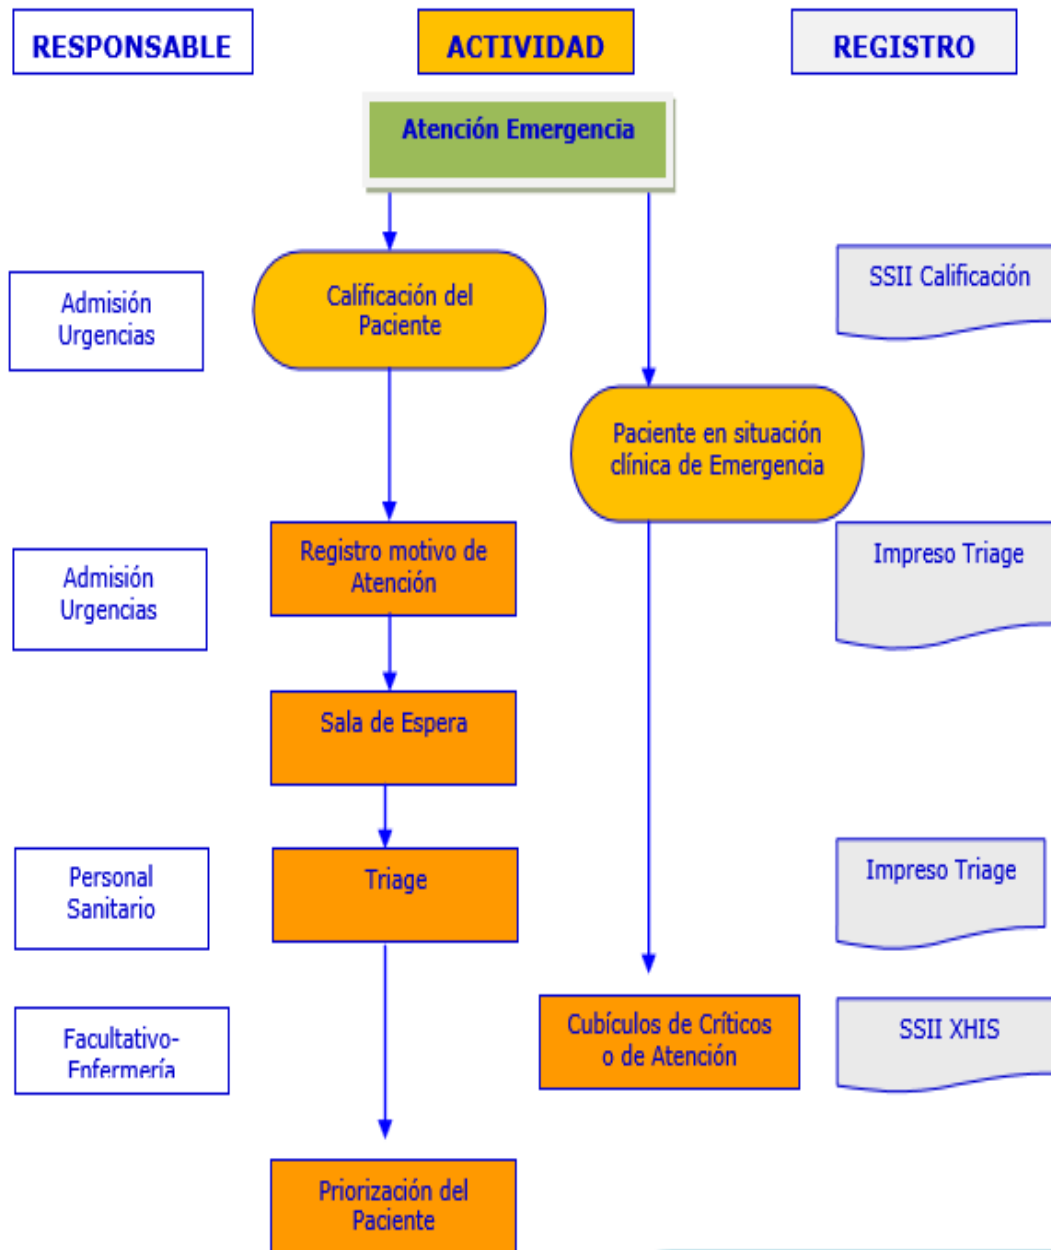 RESPONSABLE
ACTIVIDAD
REGISTRO
Atención Emergencia
Admisión
Urgencias
Calificación del
Paciente
SSII Calificación
Paciente en situación
clínica de Emergencia
Admisión
Urgencias
Registro motivo de
Atención
Impreso Triage
Sala de Espera
Personal
Sanitario
Triage
Impreso Triage
Facultativo-
Enfermería
Cubículos de Críticos
o de Atención
SSII XHIS
Priorización del
Paciente